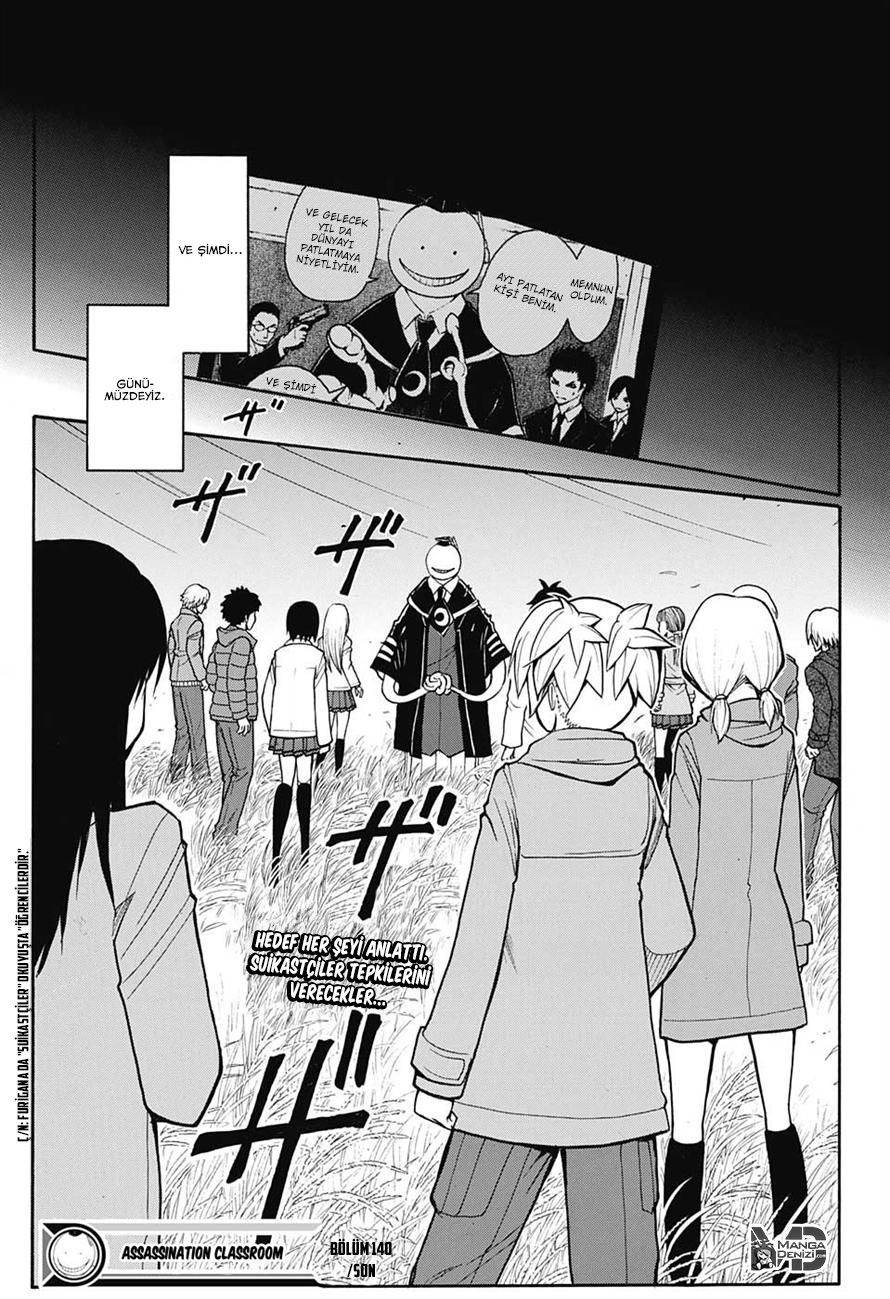 MEMNUN
OLDUM.
AYI PATLATAN
KİŞİ BENİM.
VE GELECEK
YIL DA
DÜNYAYI
PATLATMAYA
NİYETLİYİM.
VE ŞİMDİ
VE ŞİMDİ...
GÜNÜ-
MÜZDEYİZ.
ザ
ザ
ザ
ザ
ザ
HEDEF HER ŞEYİ ANLATTI.
SUİKASTÇİLER TEPKİLERİNİ
VERECEKLER...
Ç/N: FURİGANADA "SUİKASTÇİLER" OKUYUŞTA "ÖĞRENCİLERDİR."
ASSASSINATION CLASSROOM
BÖLÜM 140
/SON
MANGA
DENİZİ.com